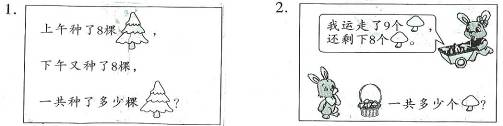 1.
上午种了8棵，
下午又种了8棵，
一共种了多少棵？
2.
我运走了9个，
还剩下8个。
一共多少个？